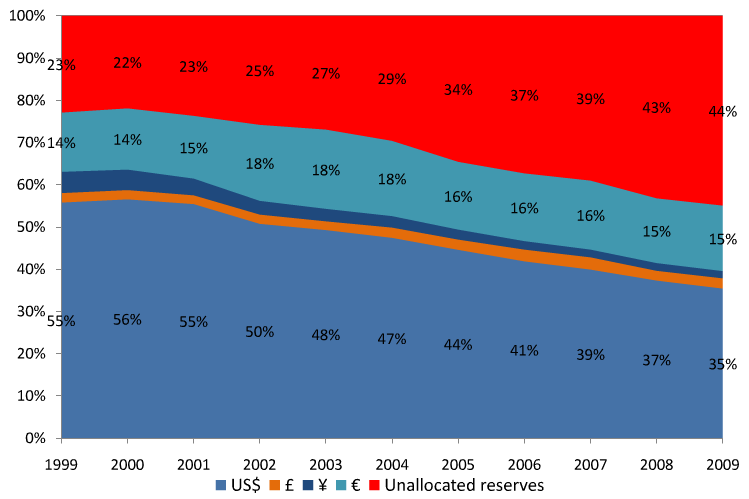 100%
90%
80%
70%
60%
50%
40%
30%
20%
10%
0%
23% 22% 23% 25% 27% 29% 34% 37% 39% 43% 44%
14% 14% 15% 18% 18% 18% 16% 16% 16% 15% 15%
55% 56% 55% 50% 48% 47% 44% 41% 39% 37% 35%
1999 2000 2001 2002 2003 2004 2005 2006 2007 2008 2009
US$ £ ¥ € Unallocated reserves